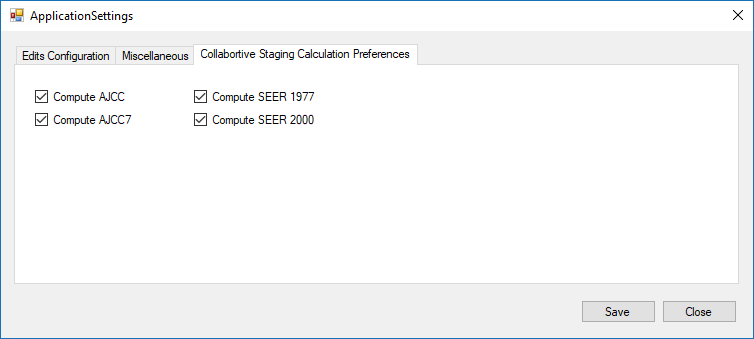 ApplicationSettings
Edits Configuration Miscellaneous Collabortive Staging Calculation Preferences
Compute AJCC Compute SEER 1977
Compute AJCC7 Compute SEER 2000
Save Close